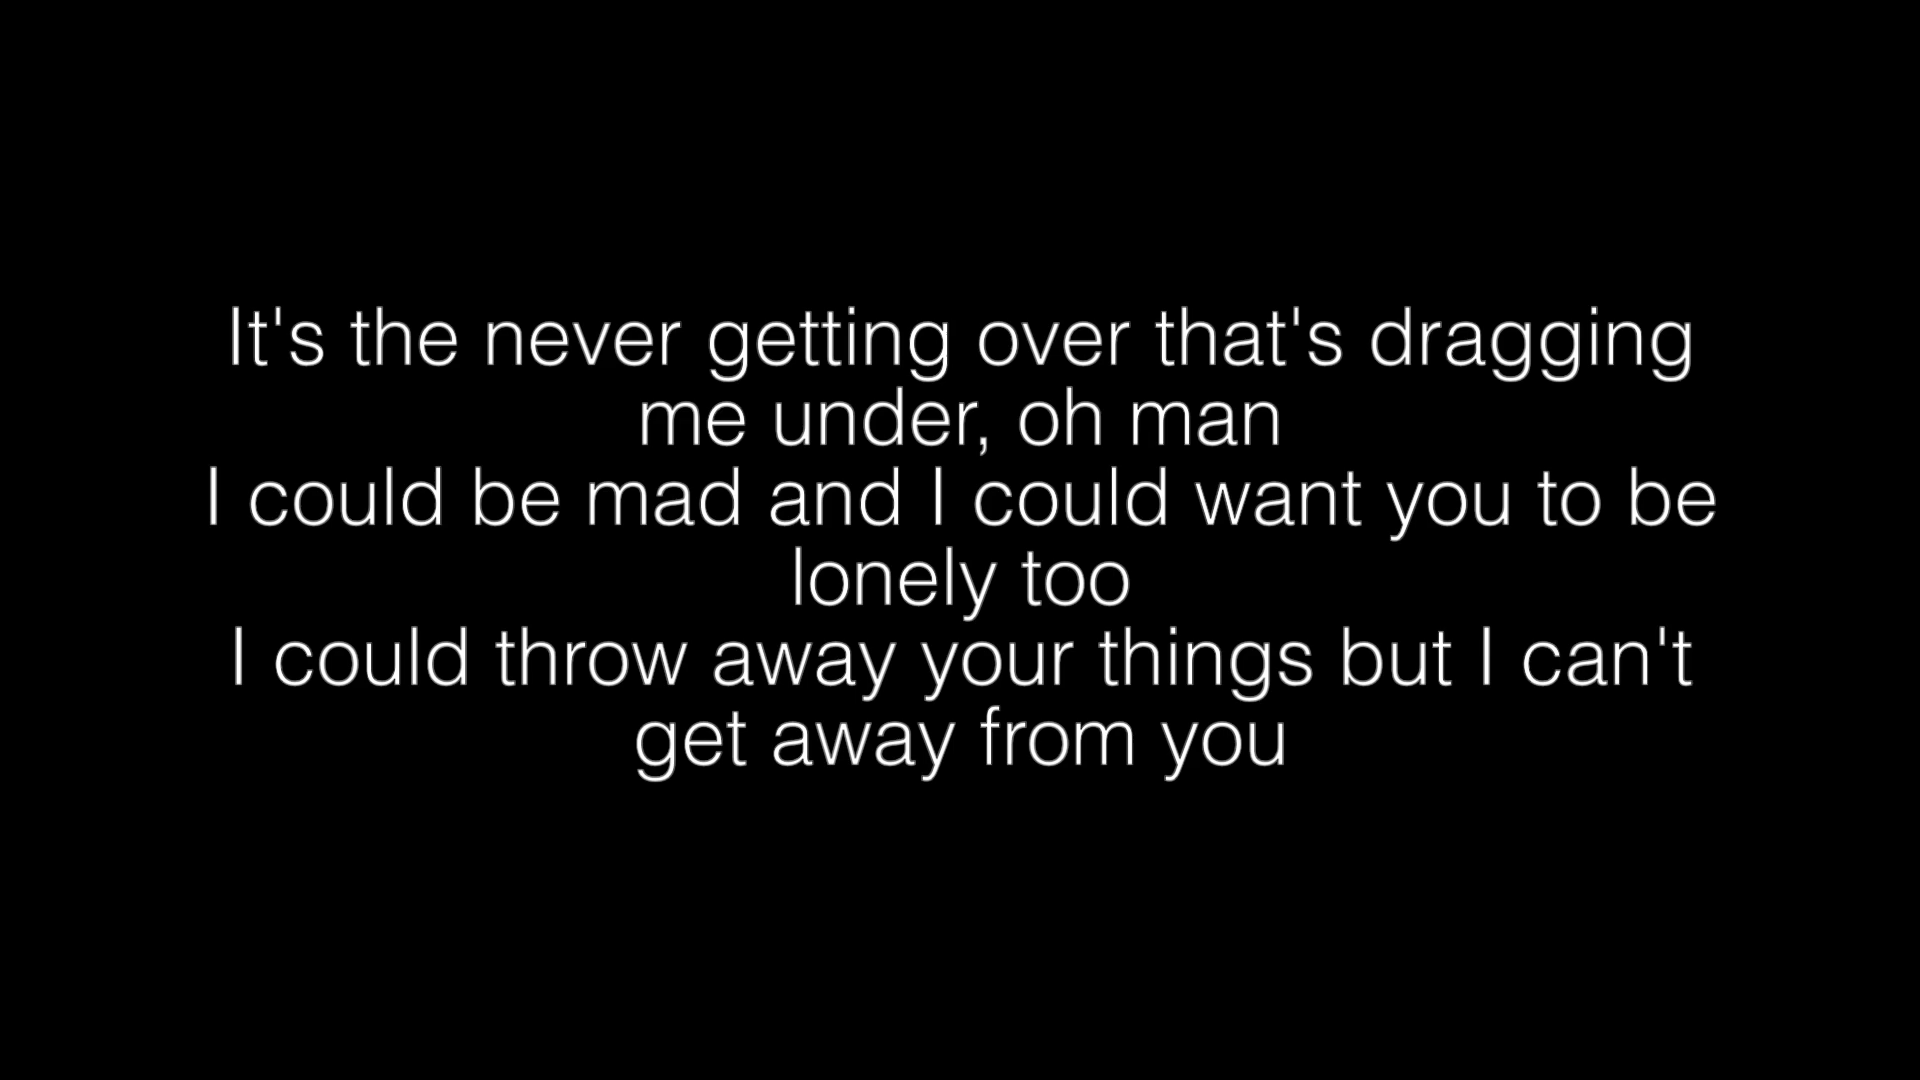 It's the never getting over that's dragging
me under, oh man
I could be mad and I could want you to be
lonely too
I could throw away your things but I can't
get away from you